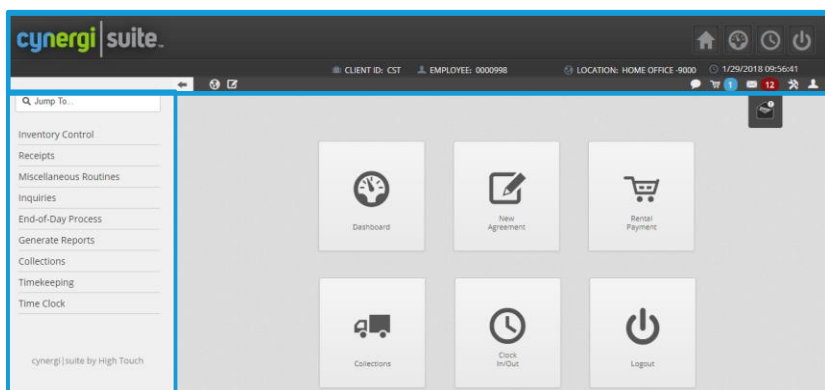 cynergi|suite™
CLIENT ID: CST EMPLOYEE: 0000998 LOCATION: HOME OFFICE -9000 1/29/2018 09:56:41
1 12
Jump To...
Inventory Control
Receipts
Miscellaneous Routines
Inquiries
End-of-Day Process
Generate Reports
Collections
Timekeeping
Time Clock
cynergi|suite by High Touch
Dashboard
New
Agreement
Rental
Payment
Collections
Clock
In/Out
Logout